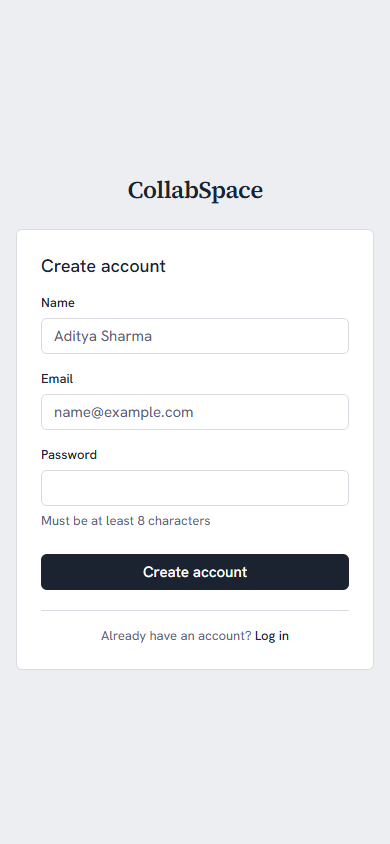 CollabSpace
Create account
Name
Aditya Sharma
Email
name@example.com
Password
Must be at least 8 characters
Create account
Already have an account? Log in